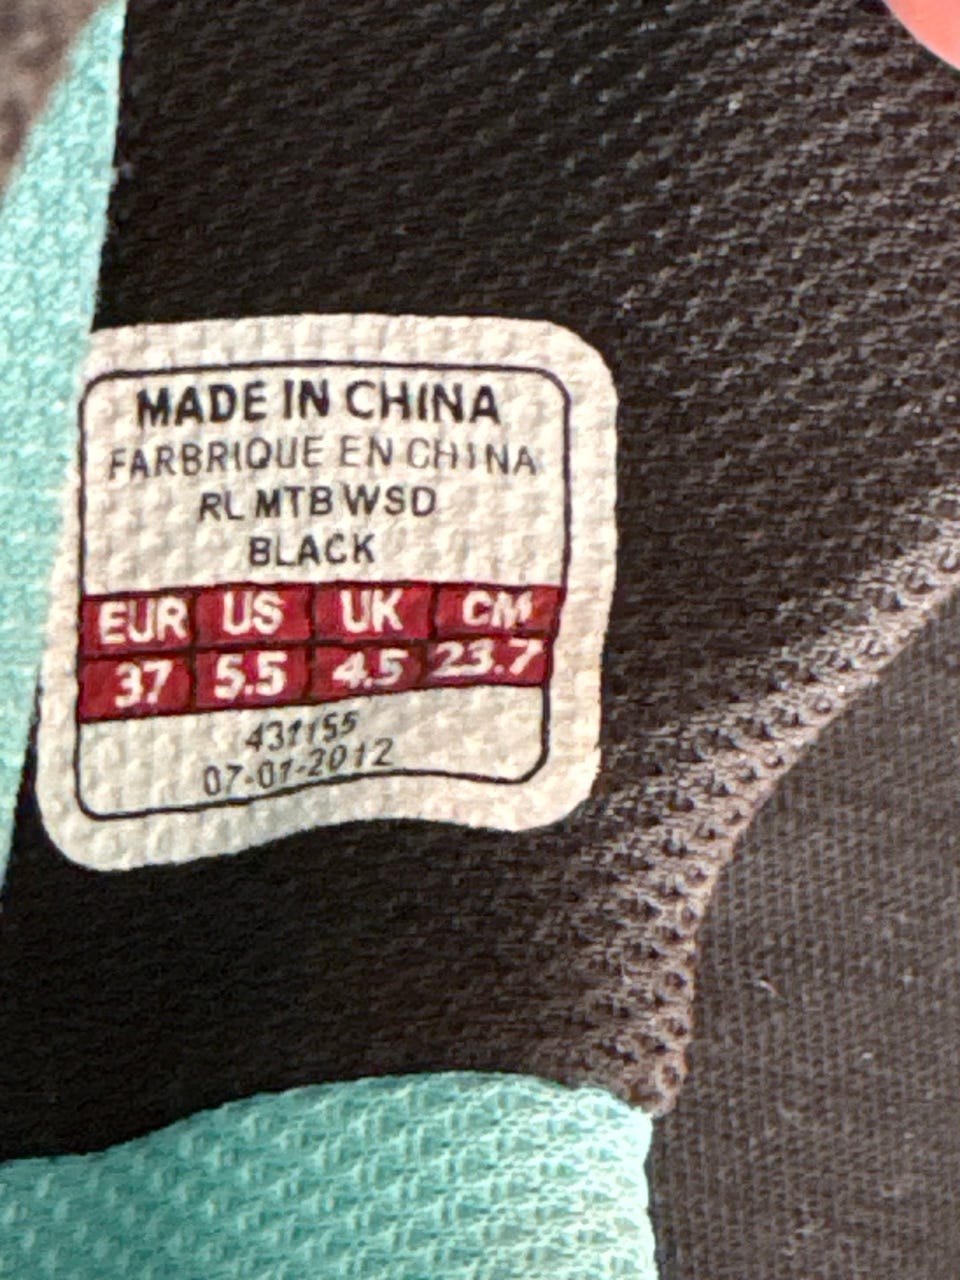 MADE IN CHINA
FARBRIQUE EN CHINA
RL MTB WSD
BLACK
EUR US UK CM
37 5.5 4.5 23.7
431155
07-01-2012